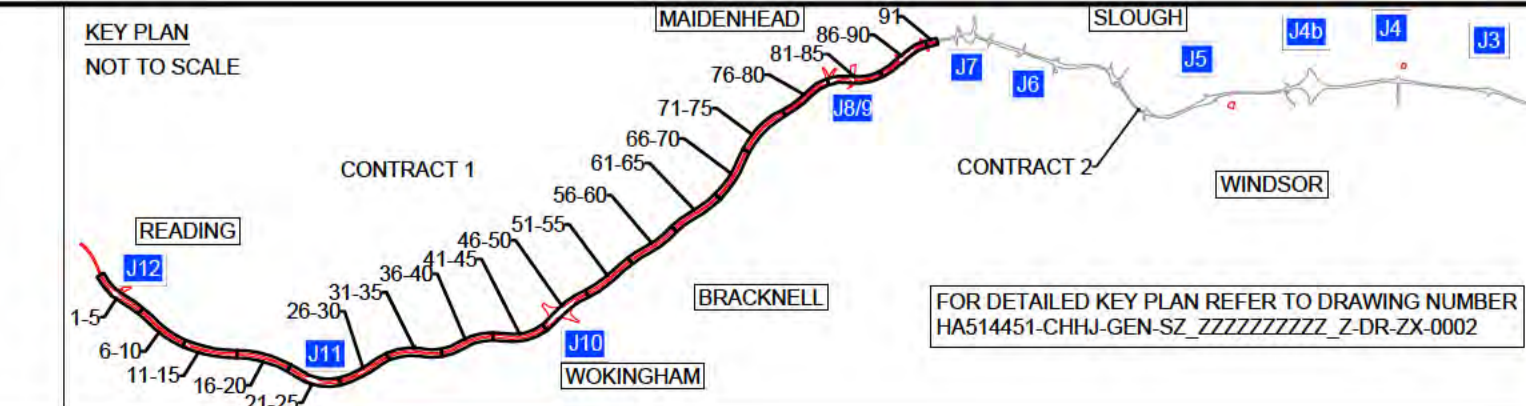 KEY PLAN
NOT TO SCALE
MAIDENHEAD
91
SLOUGH
86-90
81-85
J7
J6
J5
J4b
J4
J3
76-80
J8/9
71-75
66-70
61-65
CONTRACT 1
CONTRACT 2
WINDSOR
56-60
51-55
46-50
41-45
36-40
31-35
26-30
READING
J12
1-5
6-10
11-15
16-20
21-25
J11
J10
WOKINGHAM
BRACKNELL
FOR DETAILED KEY PLAN REFER TO DRAWING NUMBER
HA514451-CHHJ-GEN-SZ_ZZZZZZZZZZ_Z-DR-ZX-0002